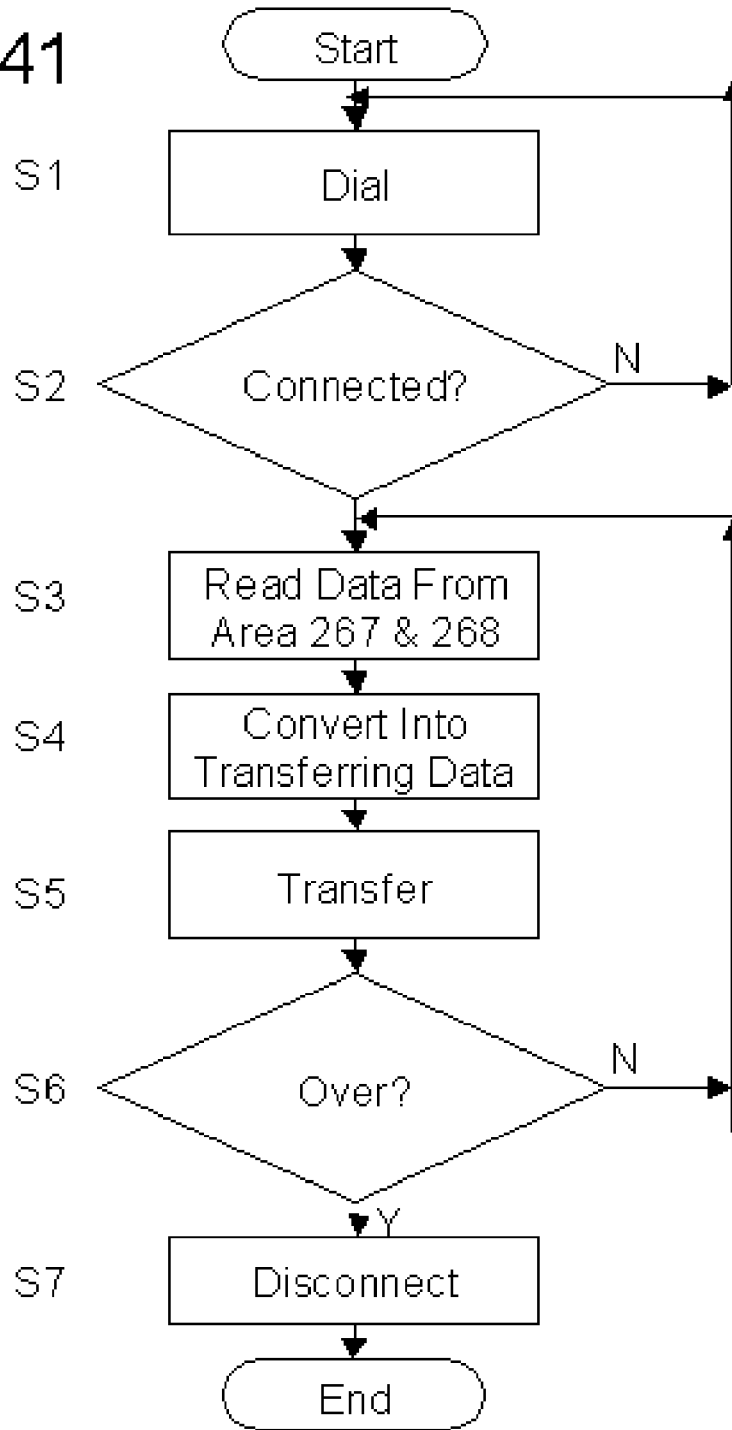 41
Start
S1
Dial
S2
Connected?
N
S3
Read Data From
Area 267 & 268
S4
Convert Into
Transferring Data
S5
Transfer
S6
Over?
N
Y
S7
Disconnect
End